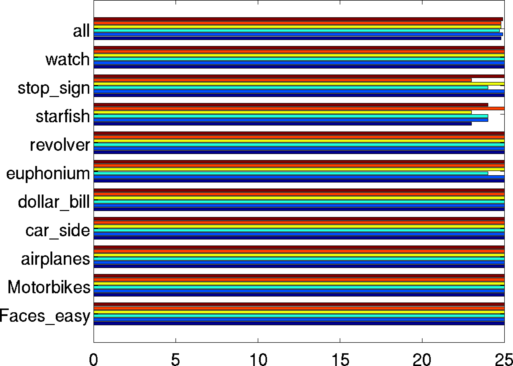 all
watch
stop_sign
starfish
revolver
euphonium
dollar_bill
car_side
airplanes
Motorbikes
Faces_easy
0 5 10 15 20 25